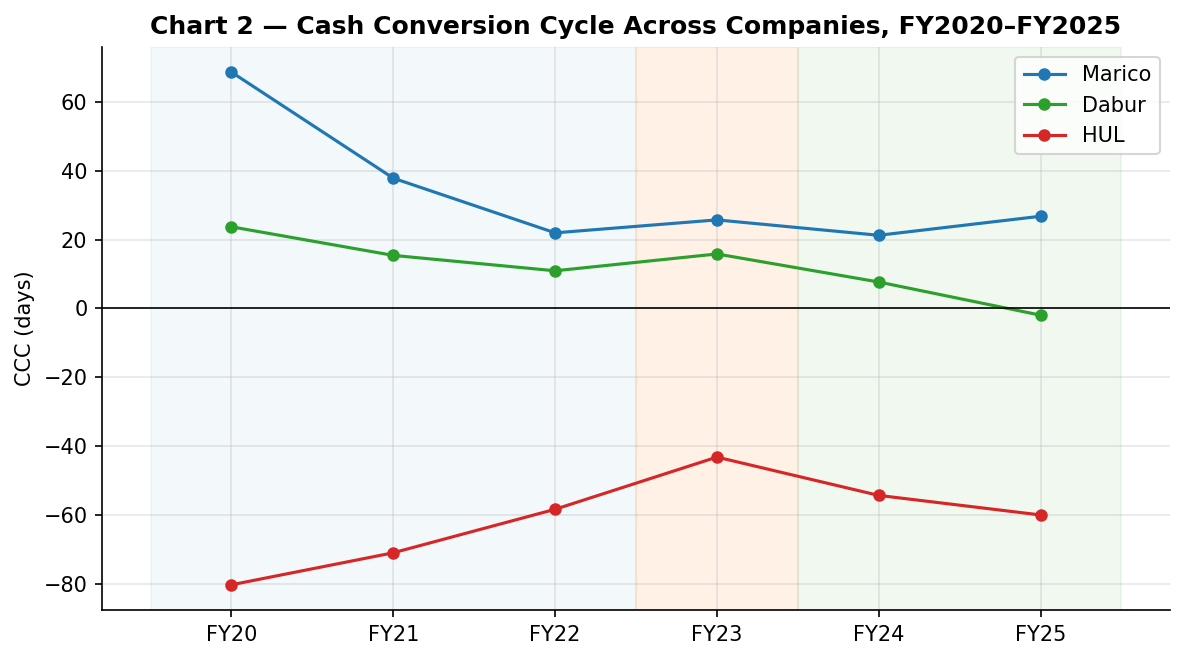 Chart 2 — Cash Conversion Cycle Across Companies, FY2020–FY2025
Marico
Dabur
HUL
CCC (days)
60
40
20
0
−20
−40
−60
−80
FY20 FY21 FY22 FY23 FY24 FY25